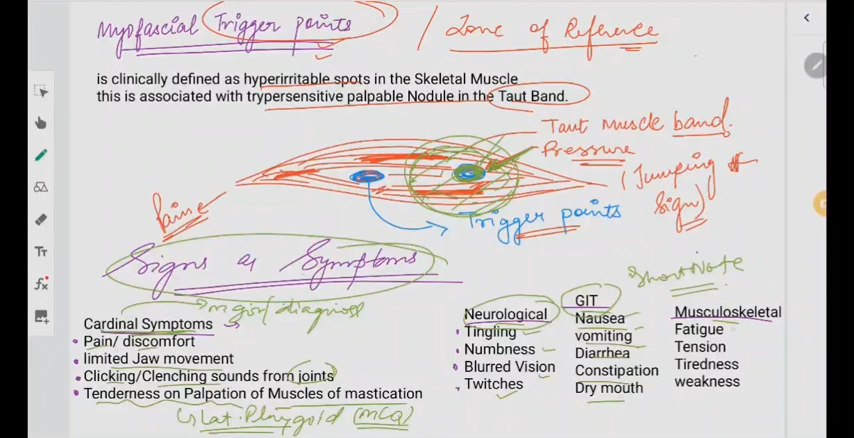 Myofascial Trigger points / Zone of Reference
is clinically defined as hyperirritable spots in the Skeletal Muscle
this is associated with trypersensitive palpable Nodule in the Taut Band.
Taut Muscle band.
Pressure
(Jumping
Sign)
Trigger points
Signs as Symptoms
Short Note
Cardinal Symptoms
Pain/ discomfort
limited Jaw movement
Clicking/Clenching sounds from joints
Tenderness on Palpation of Muscles of mastication
Lat. Pterygoid (MCQ)
Neurological
Tingling
Numbness
Blurred Vision
Twitches
GIT
Nausea
vomiting
Diarrhea
Constipation
Dry mouth
Musculoskeletal
Fatigue
Tension
Tiredness
weakness
Tт
fx